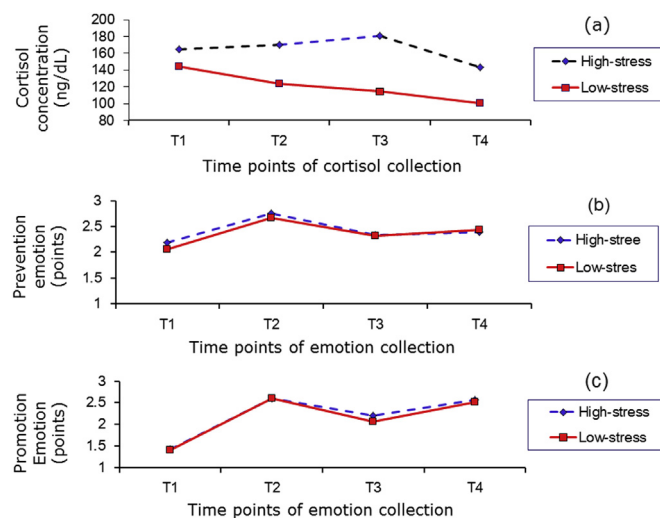 (a)
Cortisol
concentration
(ng/dL)
200
180
160
140
120
100
80
T1 T2 T3 T4
Time points of cortisol collection
High-stress
Low-stress
(b)
Prevention
emotion
(points)
3
2.5
2
1.5
1
T1 T2 T3 T4
Time points of emotion collection
High-stree
Low-stres
(c)
Promotion
Emotion
(points)
3
2.5
2
1.5
1
T1 T2 T3 T4
Time points of emotion collection
High-stress
Low-stress